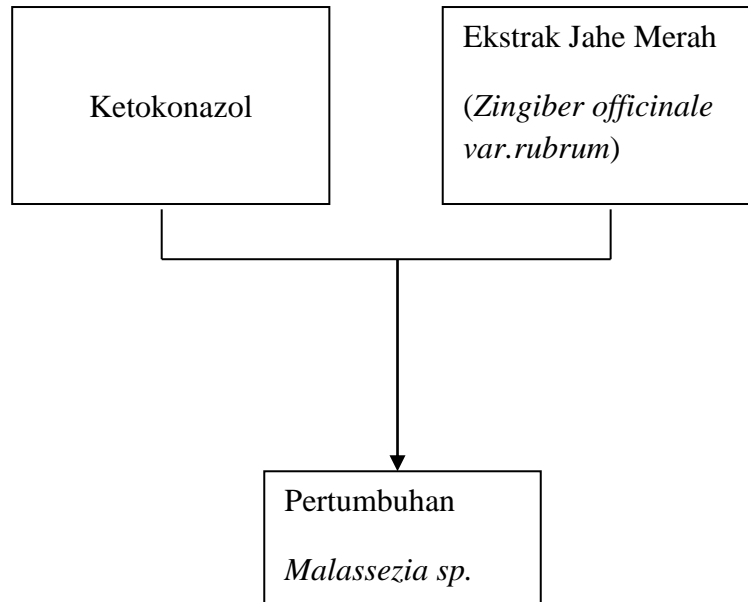 Ketokonazol
Ekstrak Jahe Merah
(Zingiber officinale
var.rubrum)
Pertumbuhan
Malassezia sp.